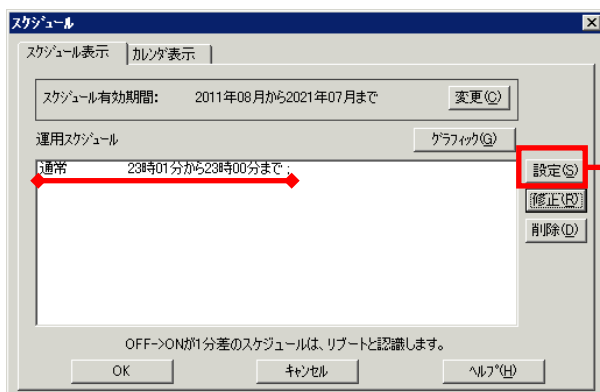 スケジュール
スケジュール表示 カレンダ表示
スケジュール有効期間: 2011年08月から2021年07月まで 変更(C)
運用スケジュール グラフィック(G)
通常 23時01分から23時00分まで;
設定(S)
修正(R)
削除(D)
OFF->ONが1分差のスケジュールは、リブートと認識します。
OK キャンセル ヘルプ(H)